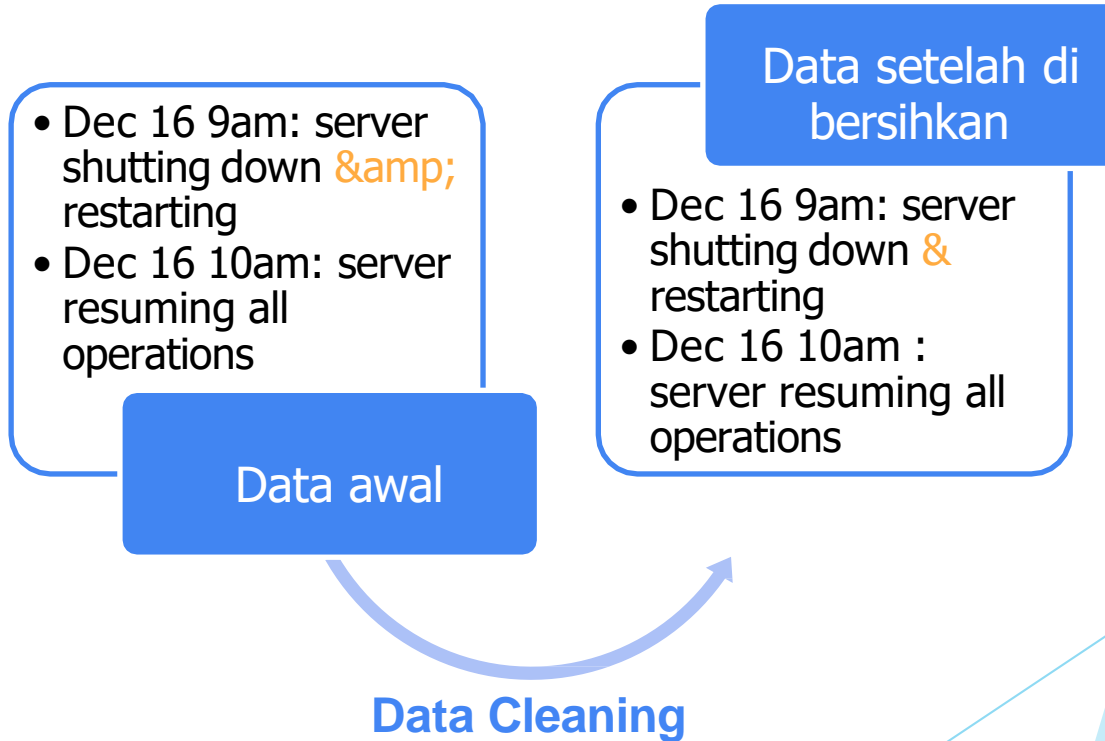 • Dec 16 9am: server
shutting down &amp;
restarting
• Dec 16 10am: server
resuming all
operations
Data awal
Data setelah di
bersihkan
• Dec 16 9am: server
shutting down &
restarting
• Dec 16 10am :
server resuming all
operations
Data Cleaning